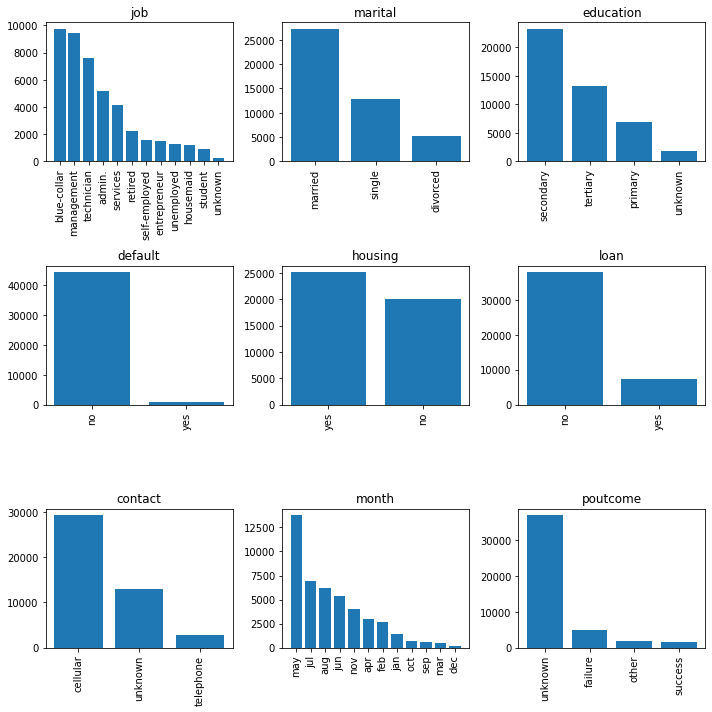 job
10000
8000
6000
4000
2000
0
blue-collar
management
technician
admin.
services
retired
self-employed
entrepreneur
unemployed
housemaid
student
unknown
marital
25000
20000
15000
10000
5000
0
married
single
divorced
education
20000
15000
10000
5000
0
secondary
tertiary
primary
unknown
default
40000
30000
20000
10000
0
no
yes
housing
25000
20000
15000
10000
5000
0
yes
no
loan
30000
20000
10000
0
no
yes
contact
30000
20000
10000
0
cellular
unknown
telephone
month
12500
10000
7500
5000
2500
0
may
jul
aug
jun
nov
apr
feb
jan
oct
sep
mar
dec
poutcome
30000
20000
10000
0
unknown
failure
other
success